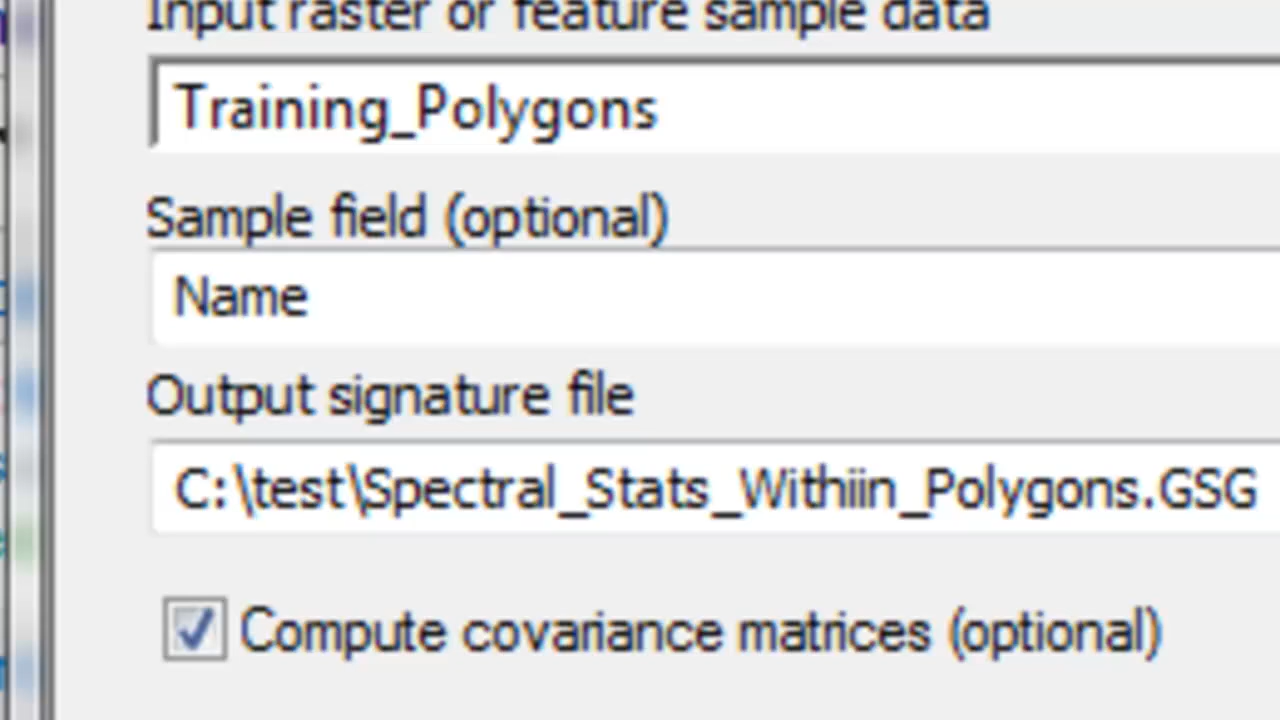 Input raster or feature sample data
Training_Polygons
Sample field (optional)
Name
Output signature file
C:\test\Spectral_Stats_Withiin_Polygons.GSG
Compute covariance matrices (optional)